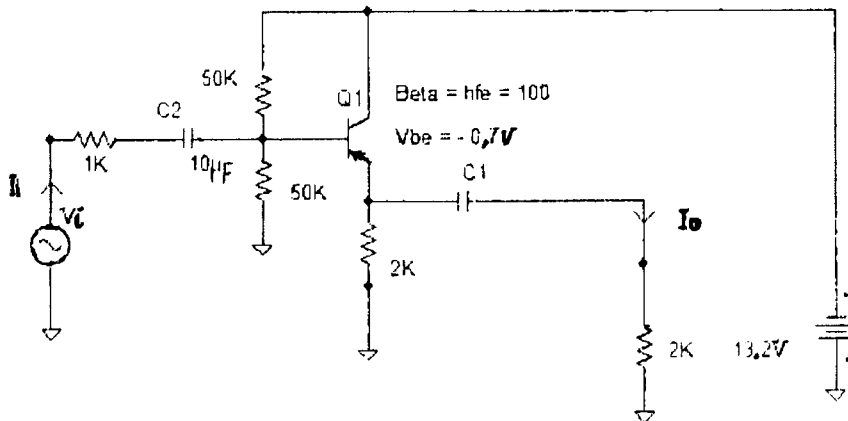 50K
Q1
Beta = hfe = 100
C2
Vbe = - 0,7V
1K
10µF
50K
C1
Vi
Io
2K
2K
13.2V